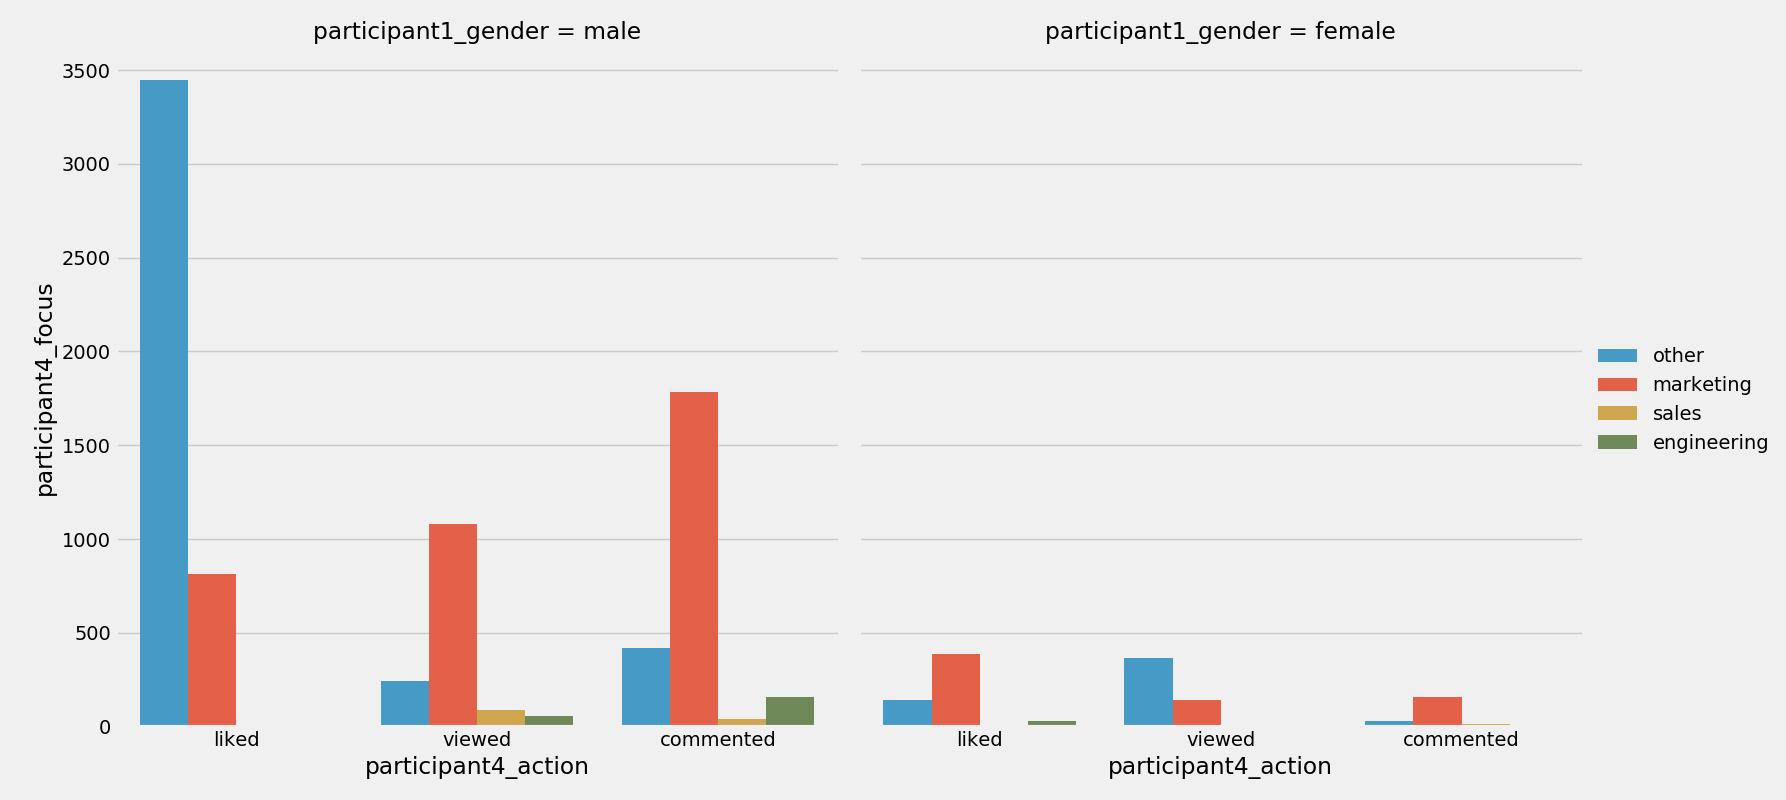 participant1_gender = male
participant1_gender = female
3500
3000
2500
2000
1500
1000
500
0
participant4_focus
liked viewed commented
liked viewed commented
participant4_action
participant4_action
other
marketing
sales
engineering